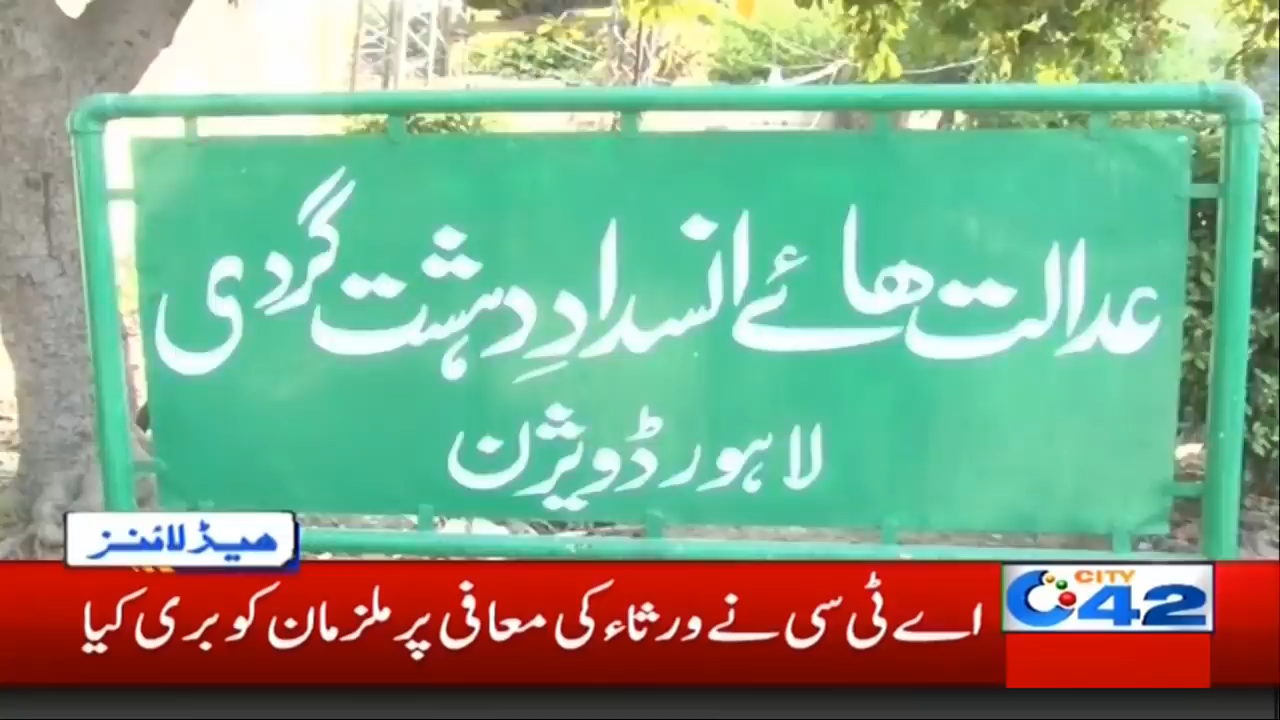 عدالت ھائے انسدادِ دہشت گردی
لاہور ڈویژن
ہیڈ لائنز
CITY
42
اے ٹی سی نے ورثاء کی معافی پر ملزمان کو بری کیا